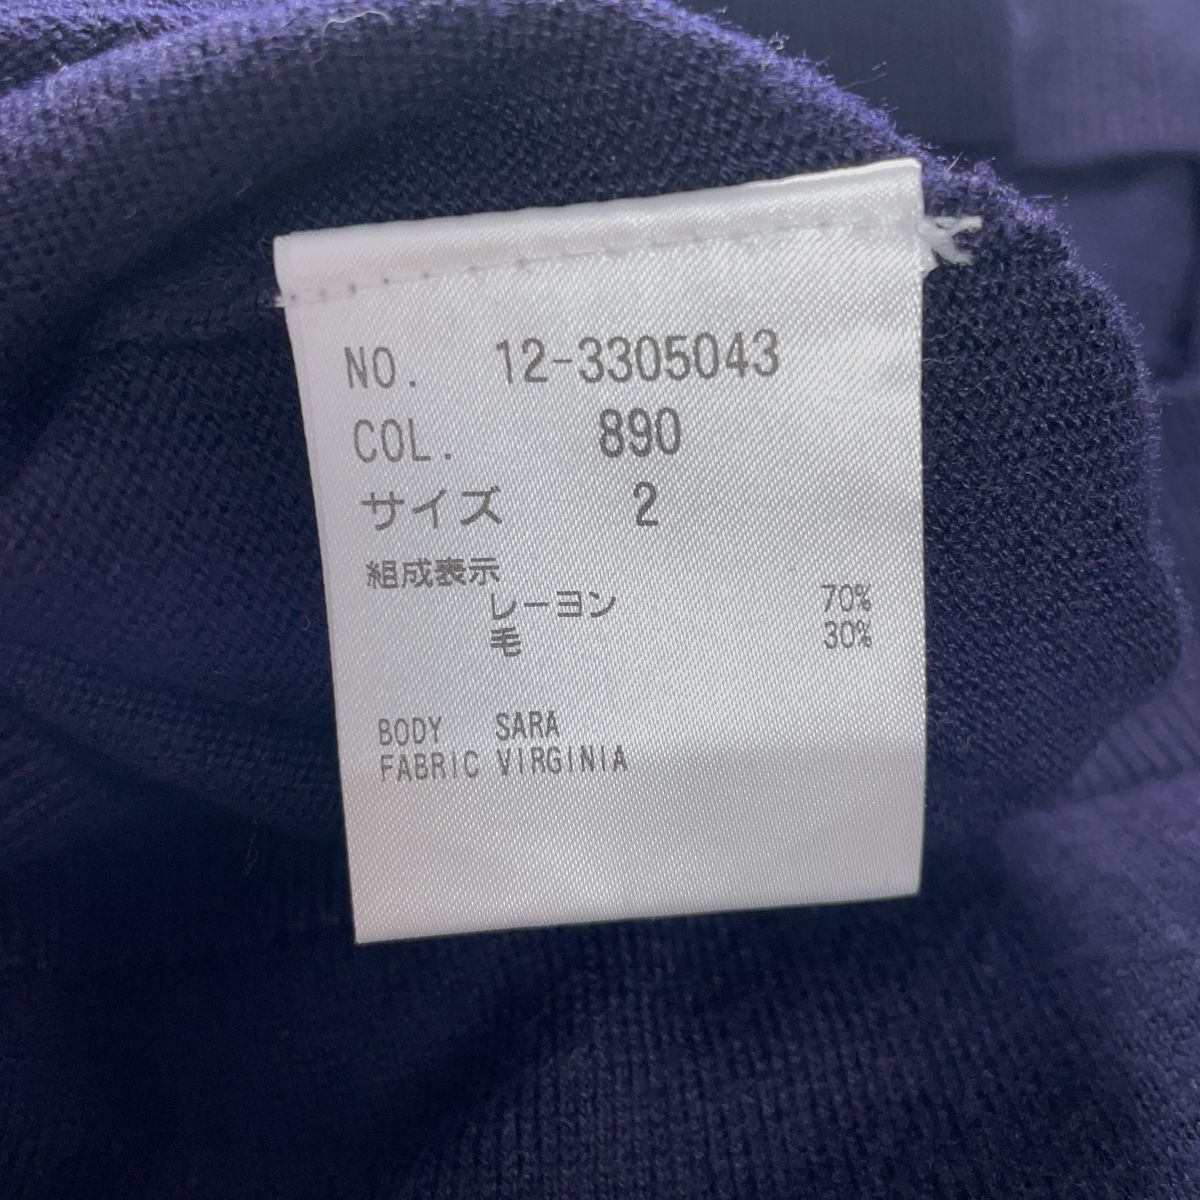 NO. 12-3305043
COL. 890
サイズ 2
組成表示
レーヨン 70%
毛 30%
BODY SARA
FABRIC VIRGINIA